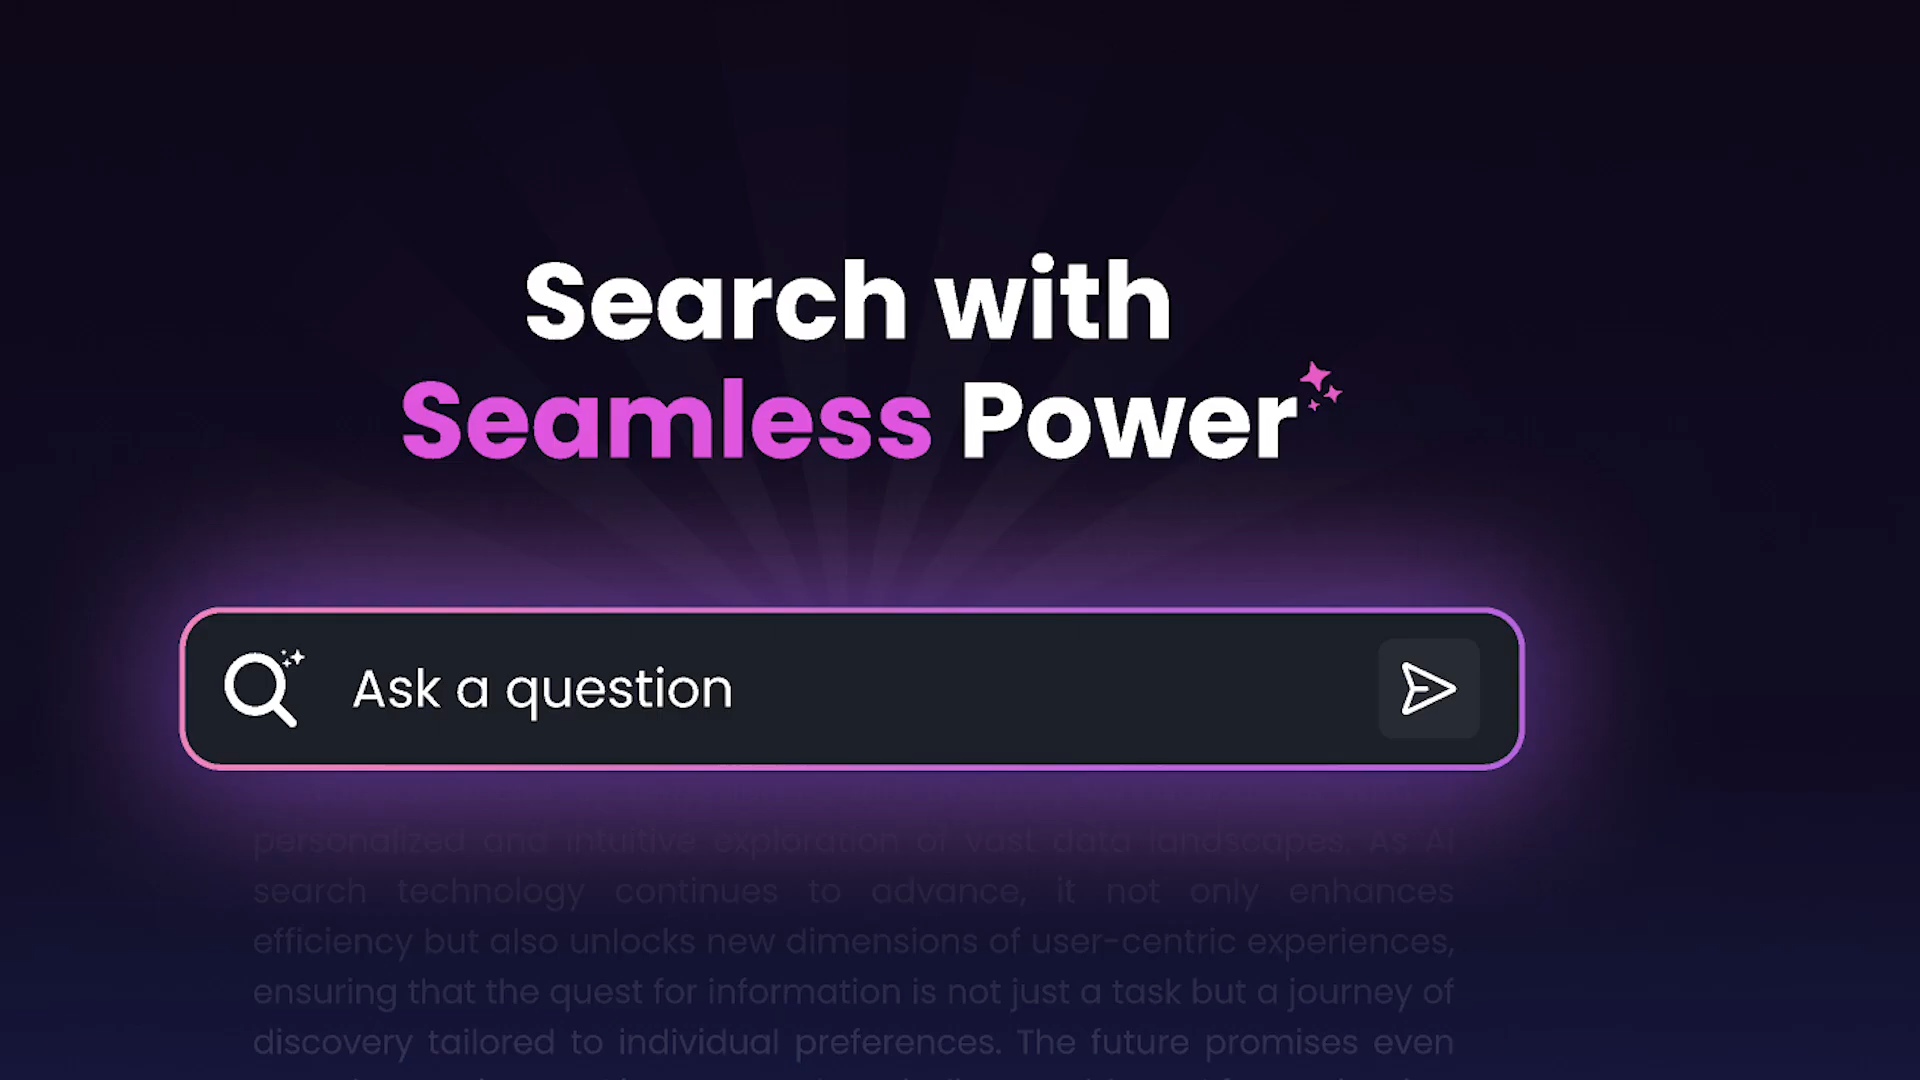 Search with
Seamless Power
Ask a question
personalized and intuitive exploration of vast data landscapes. As AI
search technology continues to advance, it not only enhances
efficiency but also unlocks new dimensions of user-centric experiences,
ensuring that the quest for information is not just a task but a journey of
discovery tailored to individual preferences. The future promises even